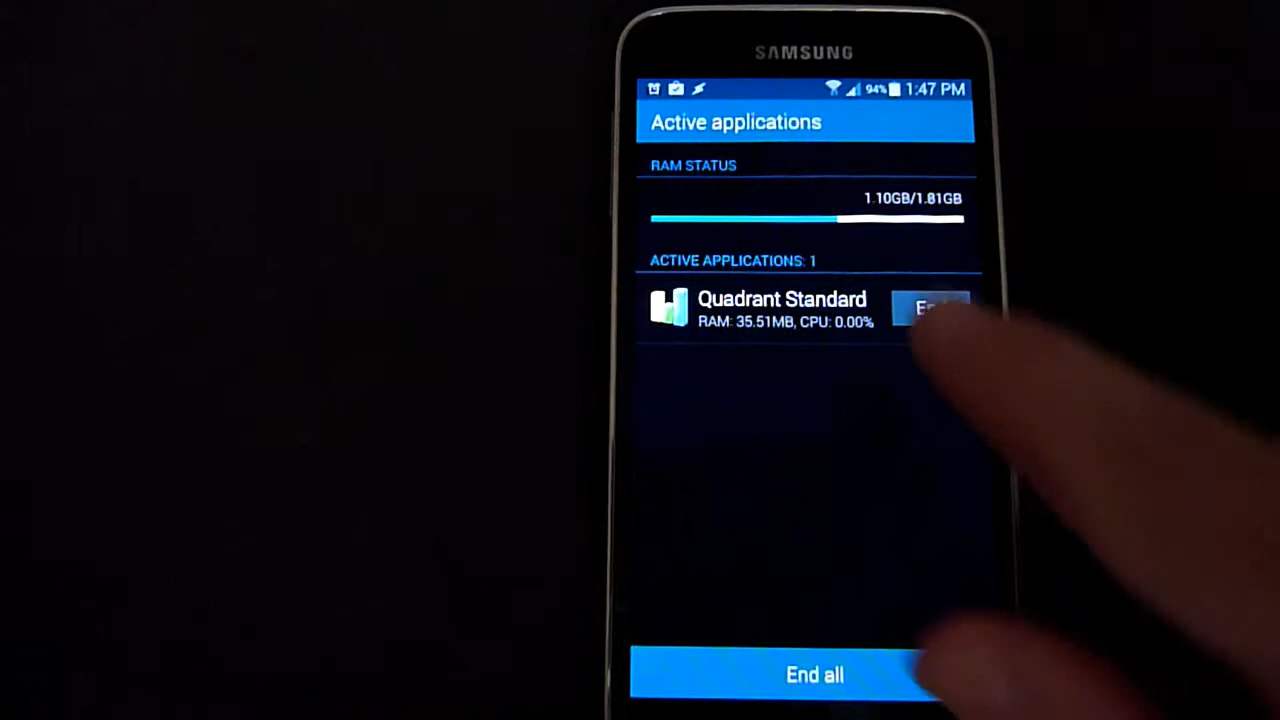 SAMSUNG
94% 1:47 PM
Active applications
RAM STATUS
1.10GB/1.81GB
ACTIVE APPLICATIONS: 1
Quadrant Standard
RAM: 35.51MB, CPU: 0.00%
End all